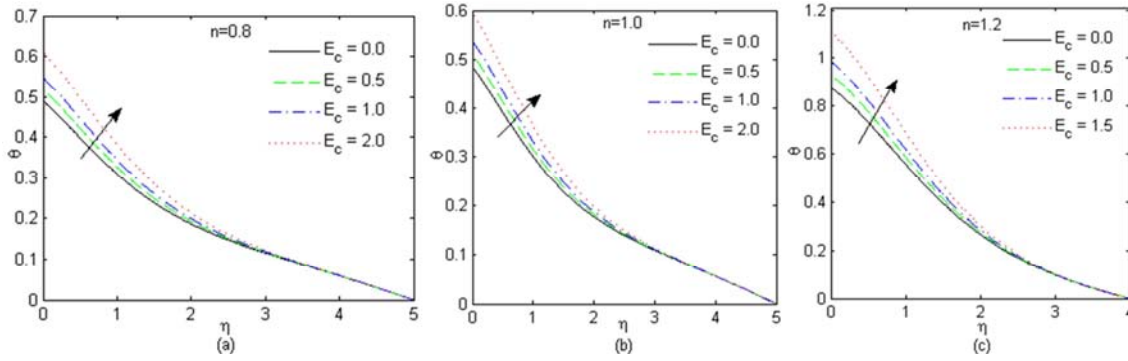 n=0.8
E_c = 0.0
E_c = 0.5
E_c = 1.0
E_c = 2.0
0.7
0.6
0.5
0.4
0.3
0.2
0.1
0
θ
0 1 2 3 4 5
η
(a)
n=1.0
E_c = 0.0
E_c = 0.5
E_c = 1.0
E_c = 2.0
0.6
0.5
0.4
0.3
0.2
0.1
0
θ
0 1 2 3 4 5
η
(b)
n=1.2
E_c = 0.0
E_c = 0.5
E_c = 1.0
E_c = 1.5
1.2
1
0.8
0.6
0.4
0.2
0
θ
0 1 2 3 4
η
(c)